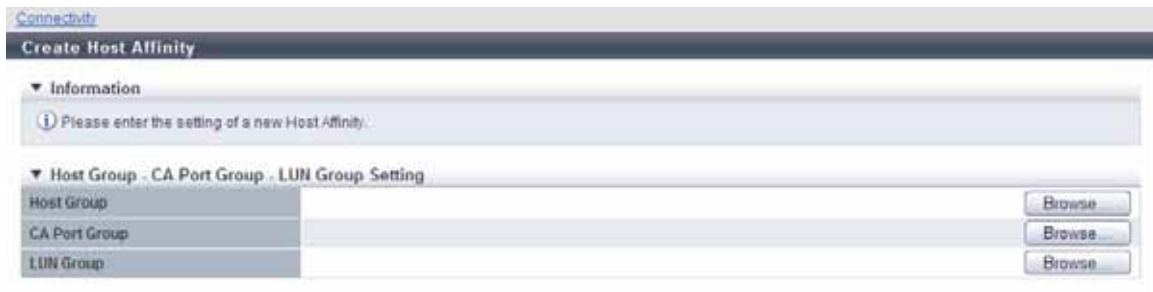 Connectivity
Create Host Affinity
▼ Information
Please enter the setting of a new Host Affinity.
▼ Host Group - CA Port Group - LUN Group Setting
Host Group Browse...
CA Port Group Browse...
LUN Group Browse...